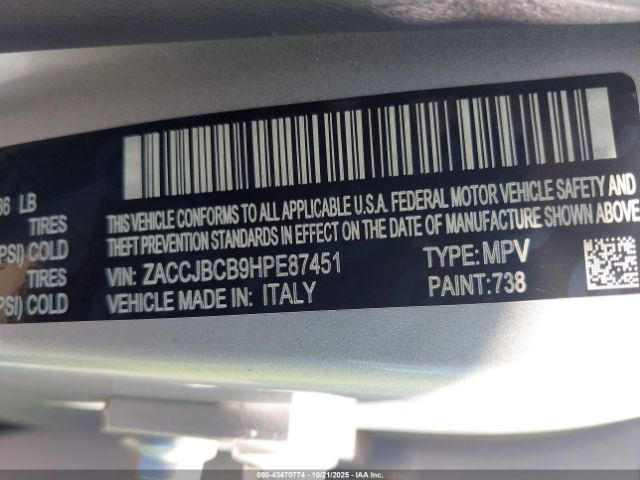 36 LB
TIRES
PSI) COLD
TIRES
PSI) COLD
THIS VEHICLE CONFORMS TO ALL APPLICABLE U.S.A. FEDERAL MOTOR VEHICLE SAFETY AND
THEFT PREVENTION STANDARDS IN EFFECT ON THE DATE OF MANUFACTURE SHOWN ABOVE
VIN: ZACCJBCB9HPE87451 TYPE: MPV
VEHICLE MADE IN: ITALY PAINT:738
000-43470774 - 10/21/2025 - IAA Inc.